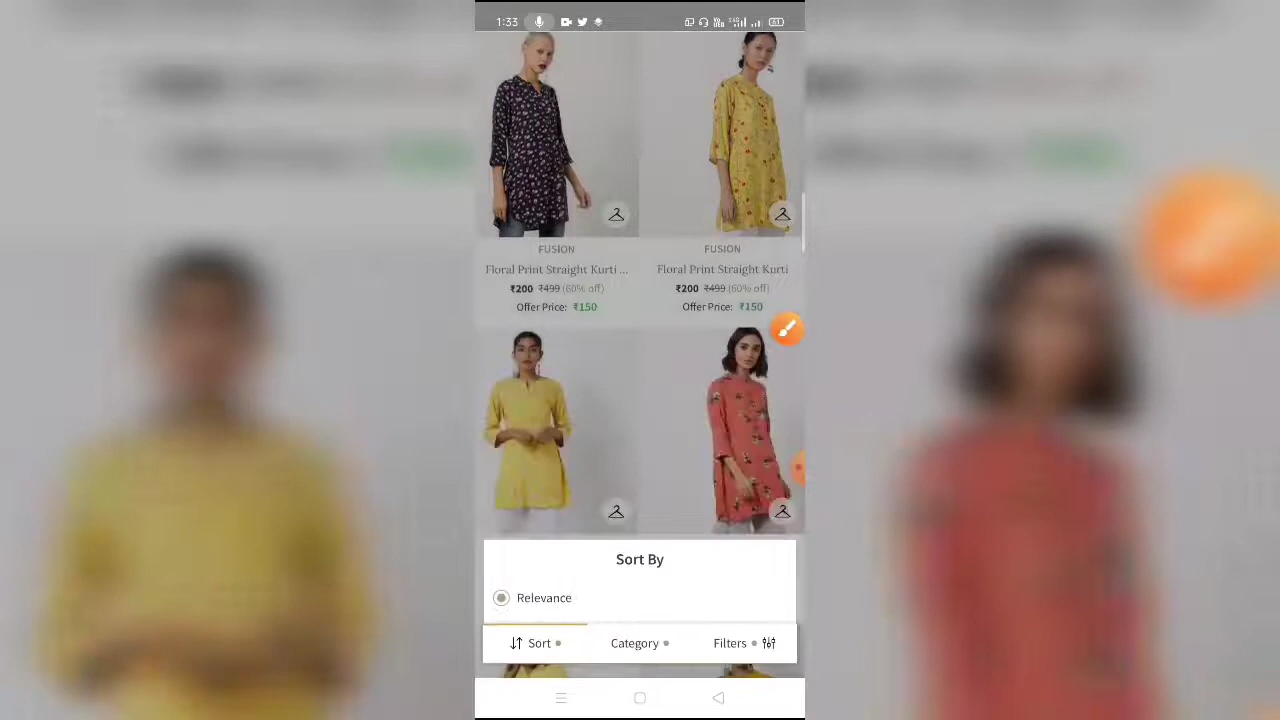 1:33
FUSION
FUSION
Floral Print Straight Kurti ...
Floral Print Straight Kurti
₹200 ₹499 (60% off)
₹200 ₹499 (60% off)
Offer Price: ₹150
Offer Price: ₹150
Sort By
Relevance
Sort
Category
Filters